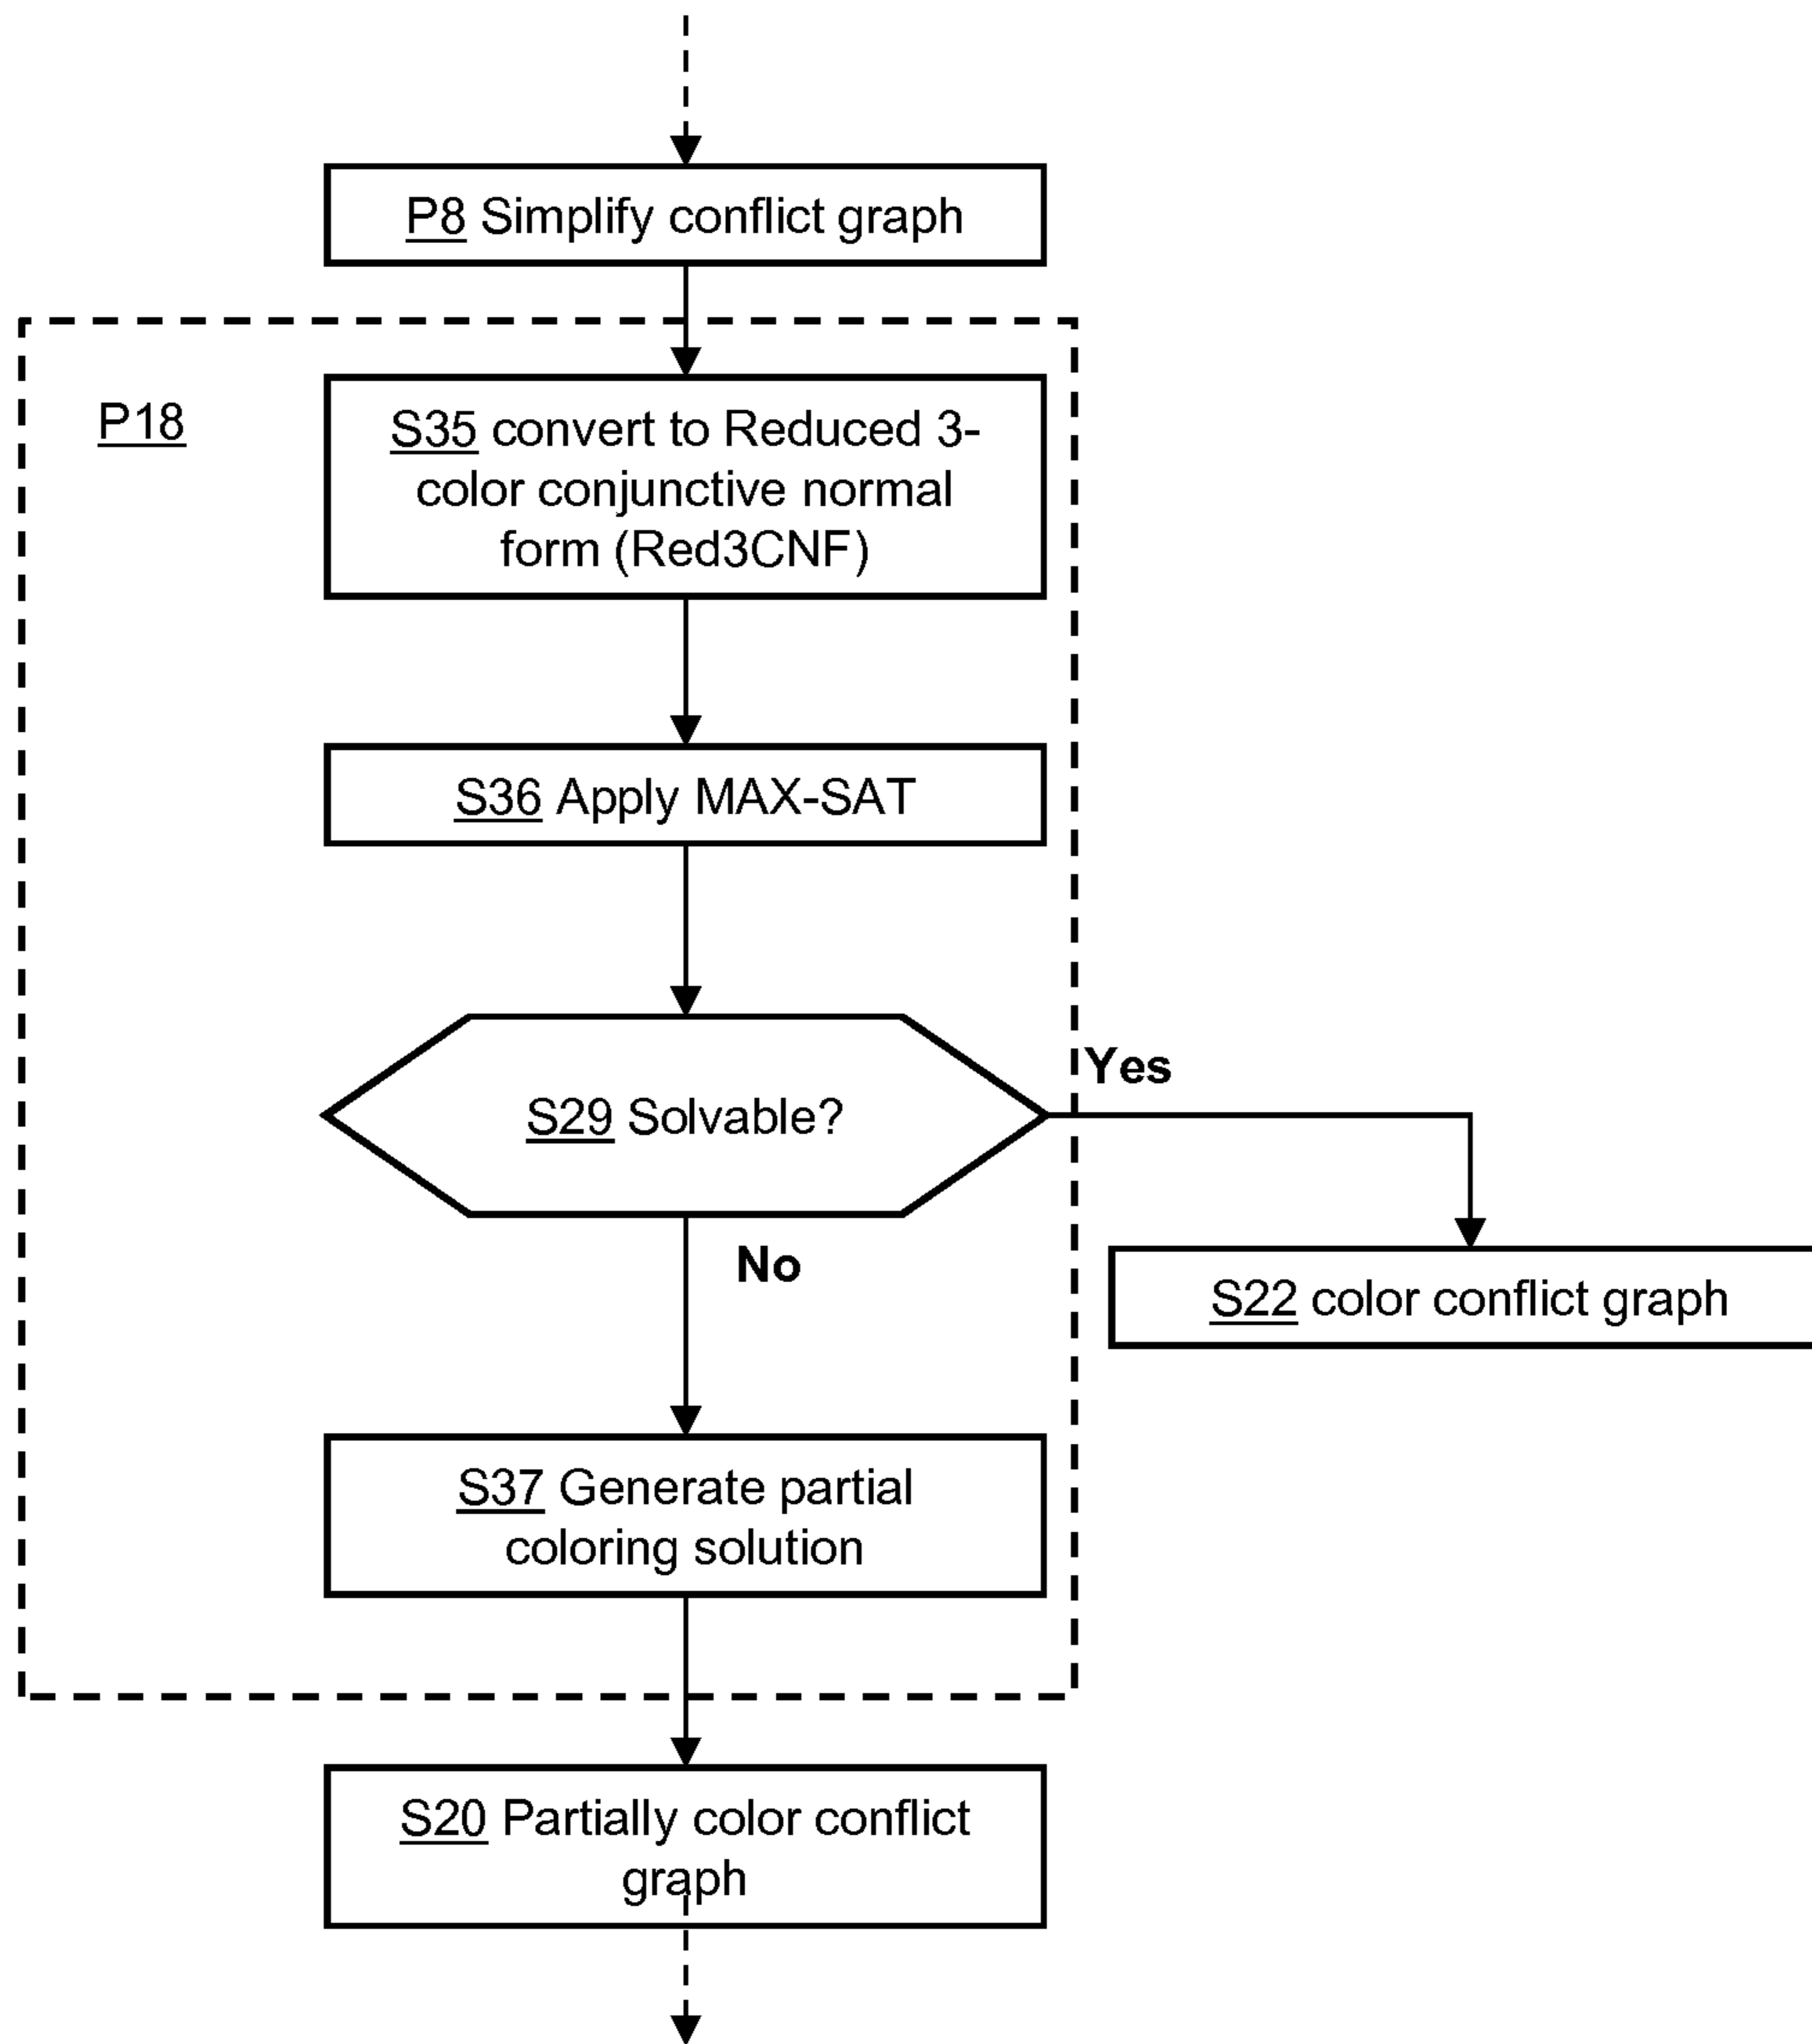 P8 Simplify conflict graph
P18
S35 convert to Reduced 3-
color conjunctive normal
form (Red3CNF)
S36 Apply MAX-SAT
S29 Solvable?
Yes
No
S22 color conflict graph
S37 Generate partial
coloring solution
S20 Partially color conflict
graph